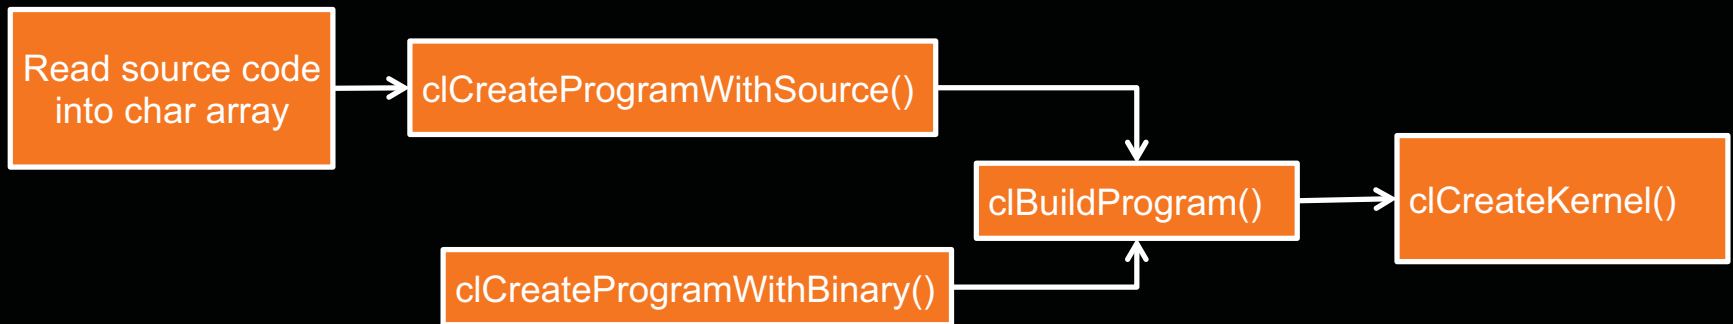 Read source code
into char array
clCreateProgramWithSource()
clBuildProgram()
clCreateKernel()
clCreateProgramWithBinary()